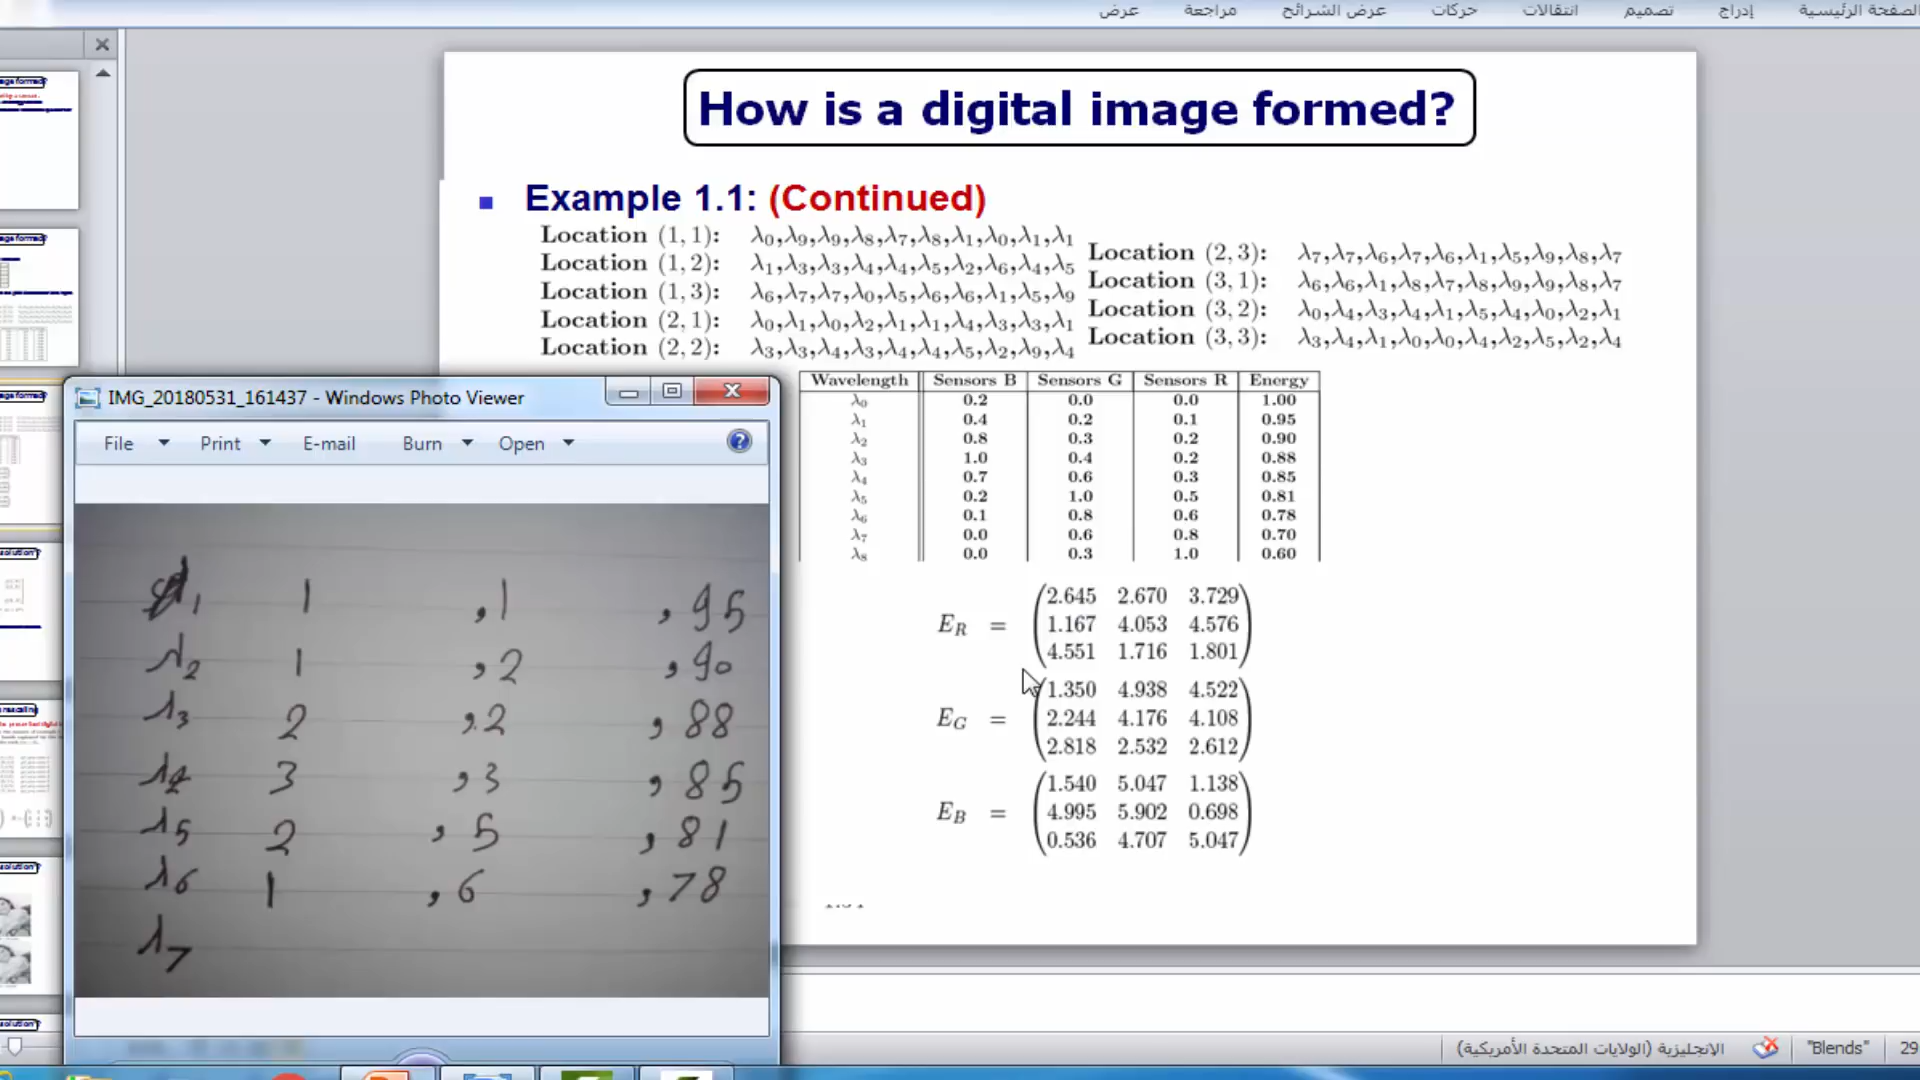 الصفحة الرئيسية إدراج تصميم انتقالات حركات عرض الشرائح مراجعة عرض
How is a digital image formed?
Example 1.1: (Continued)
Location (1, 1): λ0,λ9,λ9,λ8,λ7,λ8,λ1,λ0,λ1,λ1
Location (1, 2): λ1,λ3,λ3,λ4,λ4,λ5,λ2,λ6,λ4,λ5
Location (1, 3): λ6,λ7,λ7,λ0,λ5,λ6,λ6,λ1,λ5,λ9
Location (2, 1): λ0,λ1,λ0,λ2,λ1,λ1,λ4,λ3,λ3,λ1
Location (2, 2): λ3,λ3,λ4,λ3,λ4,λ4,λ5,λ2,λ9,λ4
Location (2, 3): λ7,λ7,λ6,λ7,λ6,λ1,λ5,λ9,λ8,λ7
Location (3, 1): λ6,λ6,λ1,λ8,λ7,λ8,λ9,λ9,λ8,λ7
Location (3, 2): λ0,λ4,λ3,λ4,λ1,λ5,λ4,λ0,λ2,λ1
Location (3, 3): λ3,λ4,λ1,λ0,λ0,λ4,λ2,λ5,λ2,λ4
Wavelength Sensors B Sensors G Sensors R Energy
λ0 0.2 0.0 0.0 1.00
λ1 0.4 0.2 0.1 0.95
λ2 0.8 0.3 0.2 0.90
λ3 1.0 0.4 0.2 0.88
λ4 0.7 0.6 0.3 0.85
λ5 0.2 1.0 0.5 0.81
λ6 0.1 0.8 0.6 0.78
λ7 0.0 0.6 0.8 0.70
λ8 0.0 0.3 1.0 0.60
ER = 2.645 2.670 3.729
1.167 4.053 4.576
4.551 1.716 1.801
EG = 1.350 4.938 4.522
2.244 4.176 4.108
2.818 2.532 2.612
EB = 1.540 5.047 1.138
4.995 5.902 0.698
0.536 4.707 5.047
IMG_20180531_161437 - Windows Photo Viewer
File Print E-mail Burn Open
λ1 1 ,1 ,95
λ2 1 ,2 ,90
λ3 2 ,2 ,88
λ4 3 ,3 ,85
λ5 2 ,5 ,81
λ6 1 ,6 ,78
λ7
الانجليزية (الولايات المتحدة الأمريكية) "Blends" 29